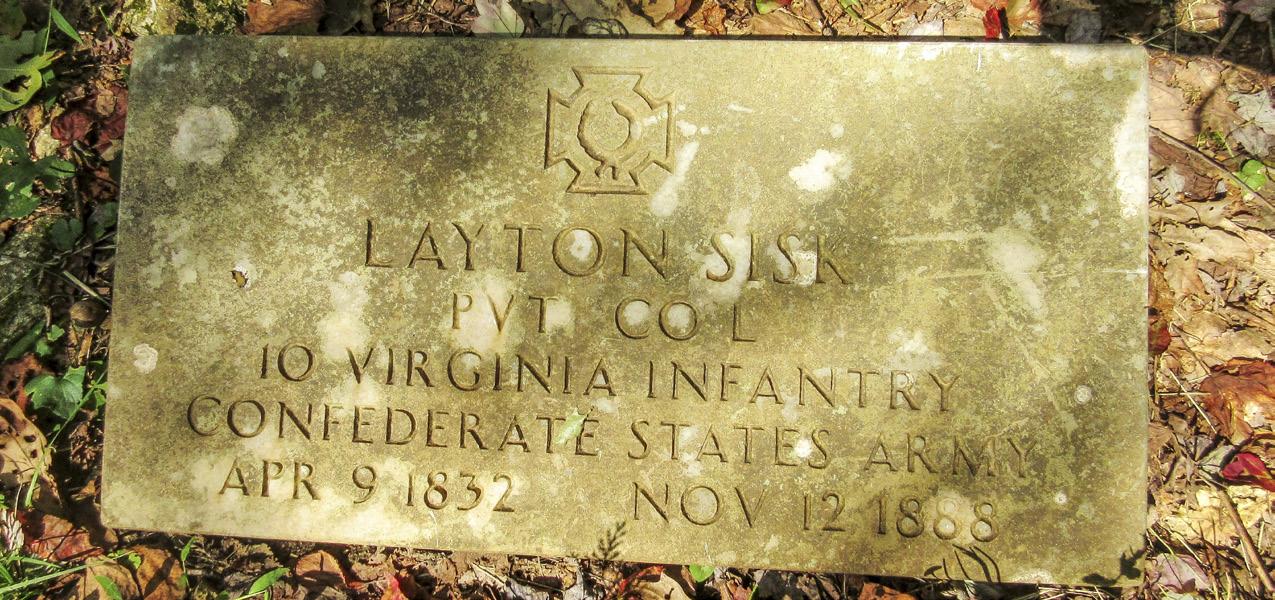 LAYTON SISK
PVT CO L
10 VIRGINIA INFANTRY
CONFEDERATE STATES ARMY
APR 9 1832 NOV 12 1888